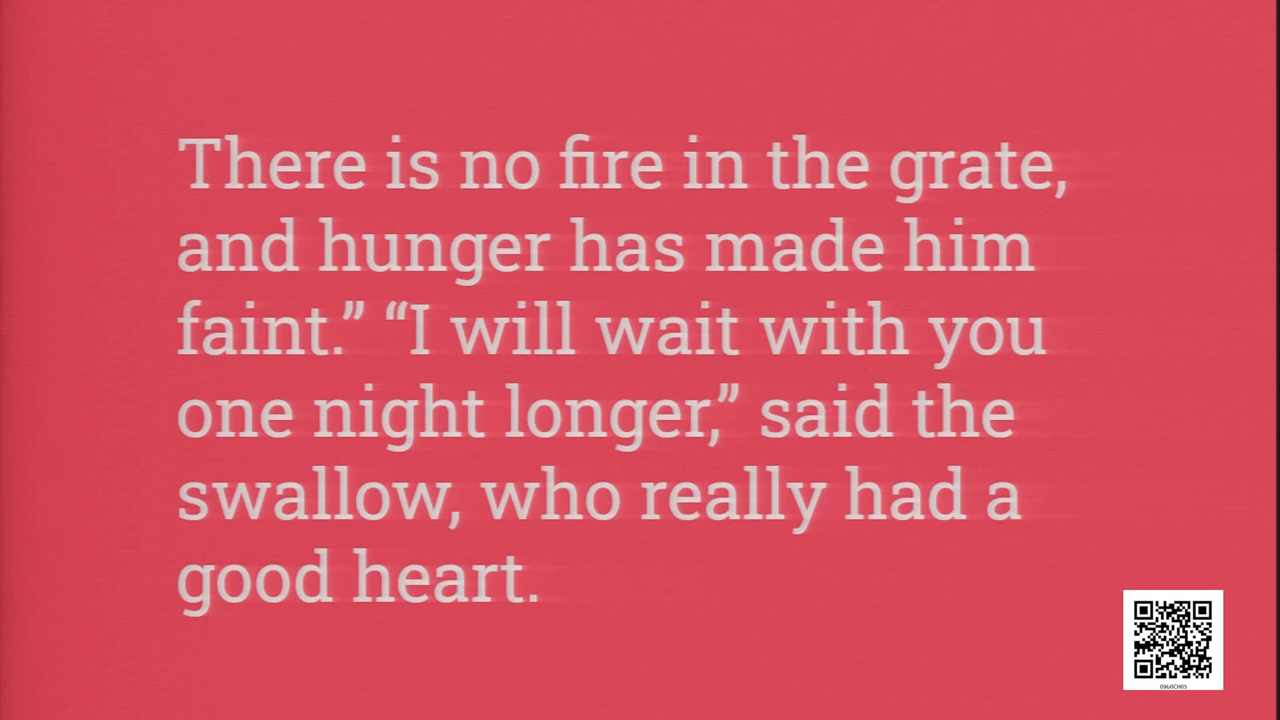 There is no fire in the grate,
and hunger has made him
faint.” “I will wait with you
one night longer,” said the
swallow, who really had a
good heart.
0960CH05